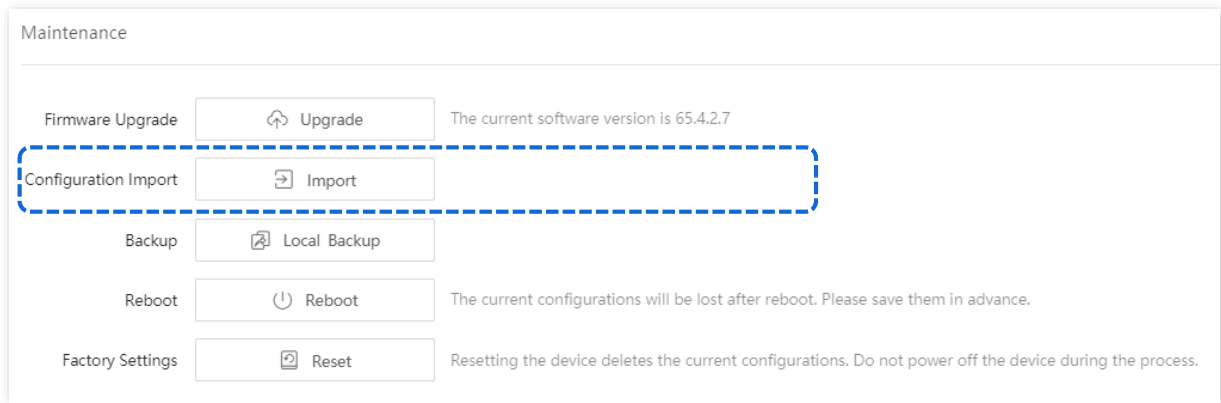 Maintenance
Firmware Upgrade Upgrade The current software version is 65.4.2.7
Configuration Import Import
Backup Local Backup
Reboot Reboot The current configurations will be lost after reboot. Please save them in advance.
Factory Settings Reset Resetting the device deletes the current configurations. Do not power off the device during the process.